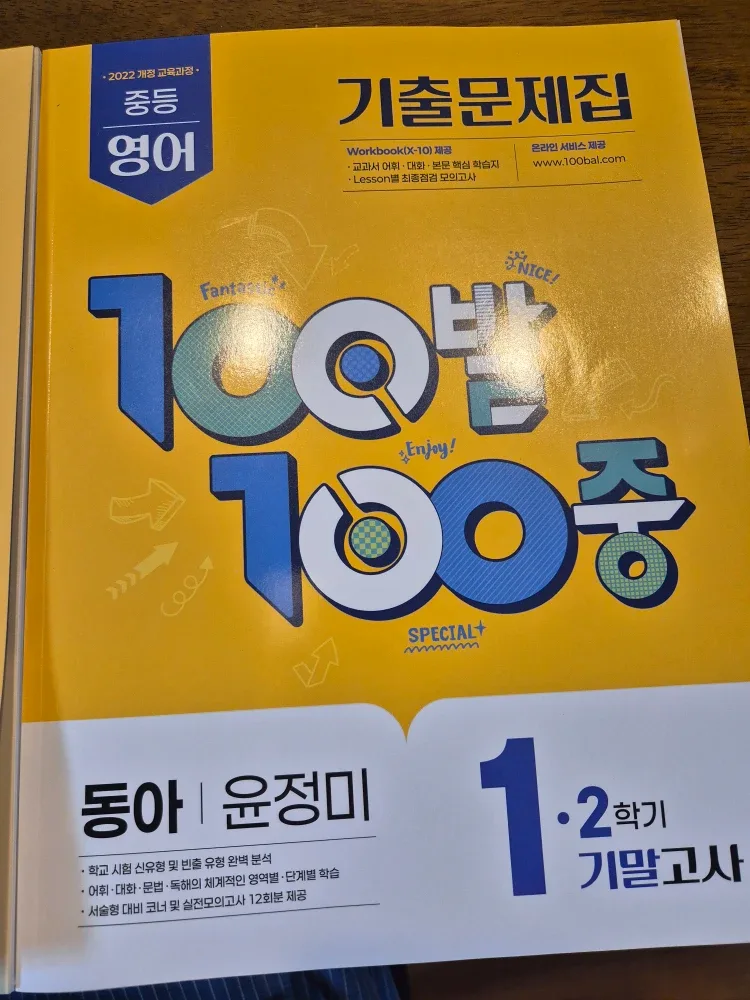 · 2022 개정 교육과정 ·
중등
영어
기출문제집
Workbook(X-10) 제공
· 교과서 어휘 · 대화 · 본문 핵심 학습지
· Lesson별 최종점검 모의고사
온라인 서비스 제공
www.100bal.com
Fantastic
NICE!
100발
Enjoy!
100중
SPECIAL
동아 | 윤정미
· 학교 시험 신유형 및 빈출 유형 완벽 분석
· 어휘 · 대화 · 문법 · 독해의 체계적인 영역별 · 단계별 학습
· 서술형 대비 코너 및 실전모의고사 12회분 제공
1 · 2학기
기말고사